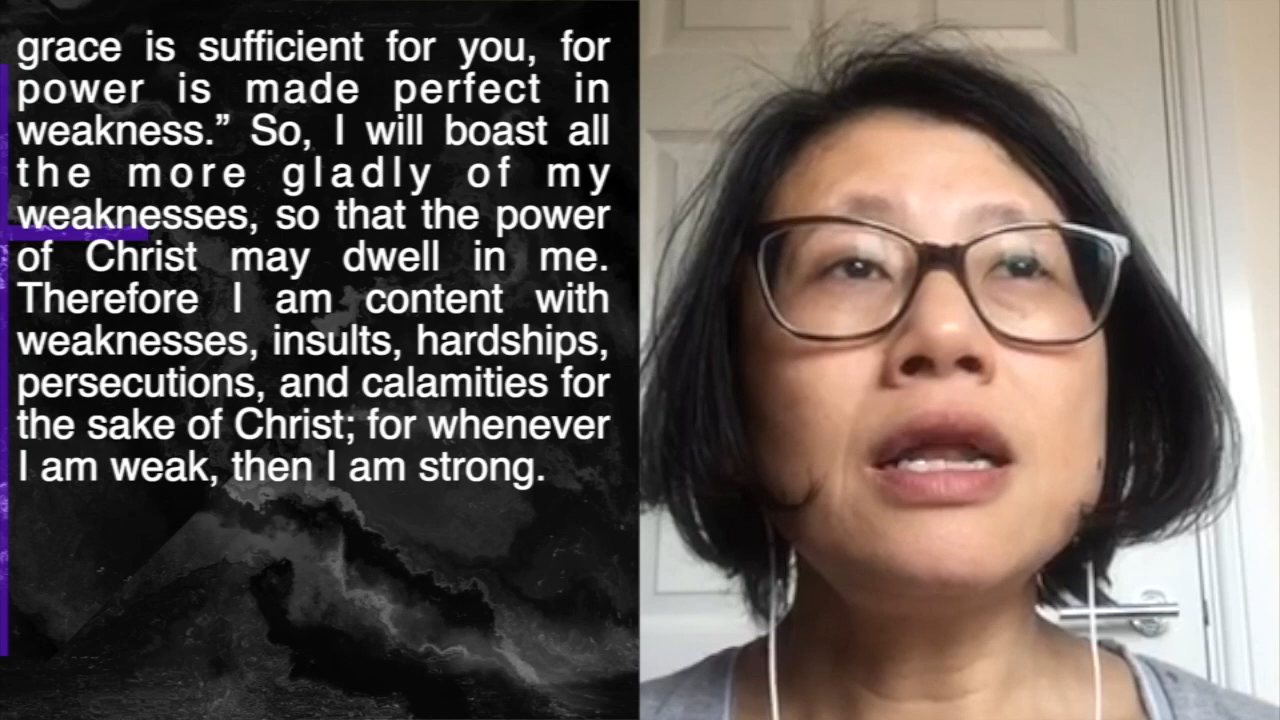 grace is sufficient for you, for
power is made perfect in
weakness.” So, I will boast all
the more gladly of my
weaknesses, so that the power
of Christ may dwell in me.
Therefore I am content with
weaknesses, insults, hardships,
persecutions, and calamities for
the sake of Christ; for whenever
I am weak, then I am strong.